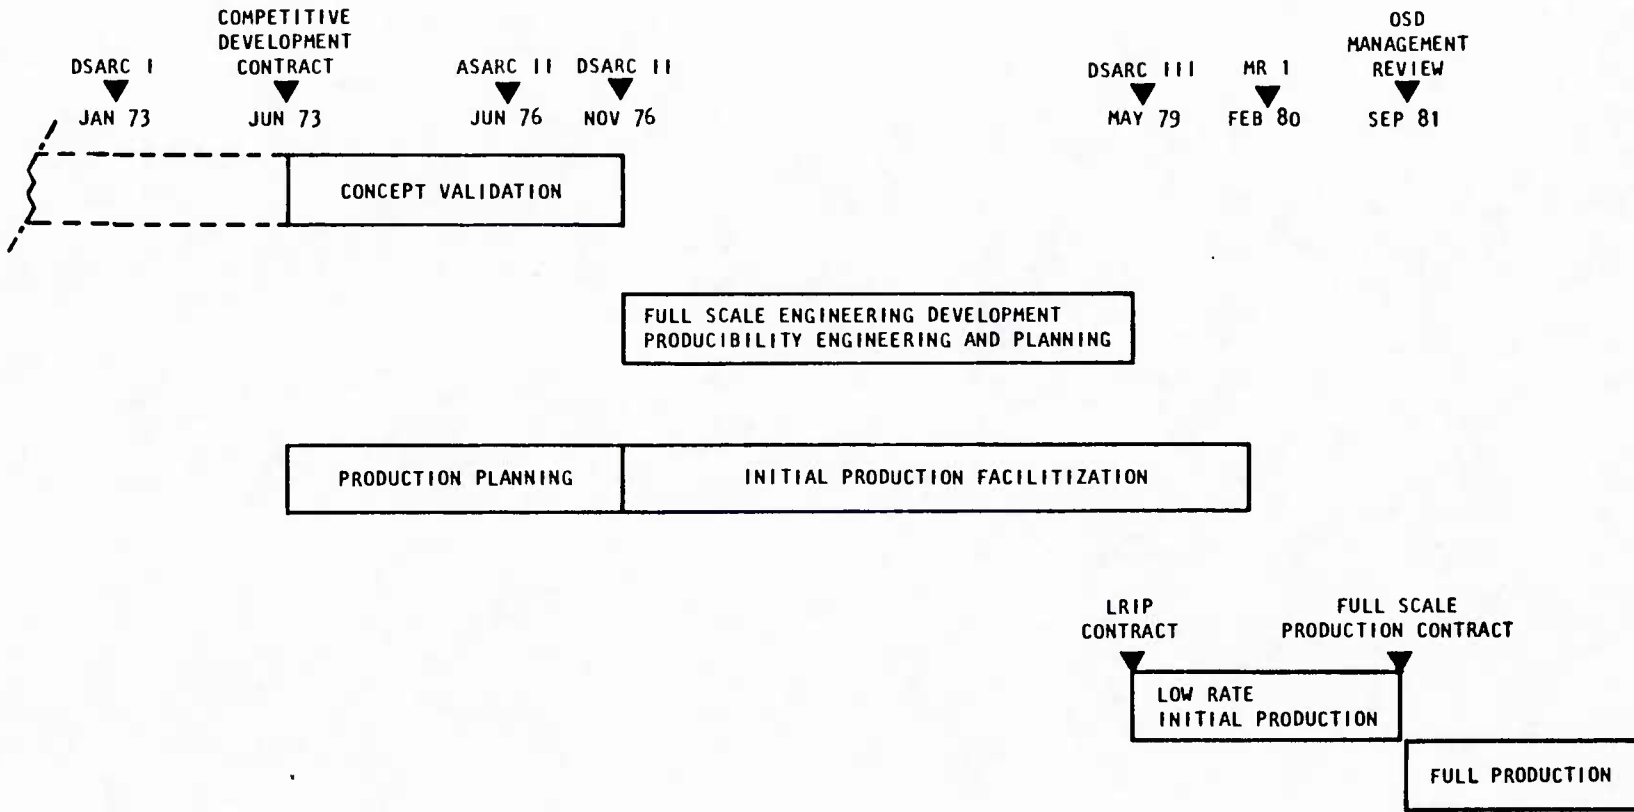 COMPETITIVE
DEVELOPMENT
CONTRACT
DSARC I
ASARC II
DSARC II
DSARC III
MR 1
OSD
MANAGEMENT
REVIEW
JAN 73
JUN 73
JUN 76
NOV 76
MAY 79
FEB 80
SEP 81
CONCEPT VALIDATION
FULL SCALE ENGINEERING DEVELOPMENT
PRODUCIBILITY ENGINEERING AND PLANNING
PRODUCTION PLANNING
INITIAL PRODUCTION FACILITIZATION
LRIP
CONTRACT
FULL SCALE
PRODUCTION CONTRACT
LOW RATE
INITIAL PRODUCTION
FULL PRODUCTION